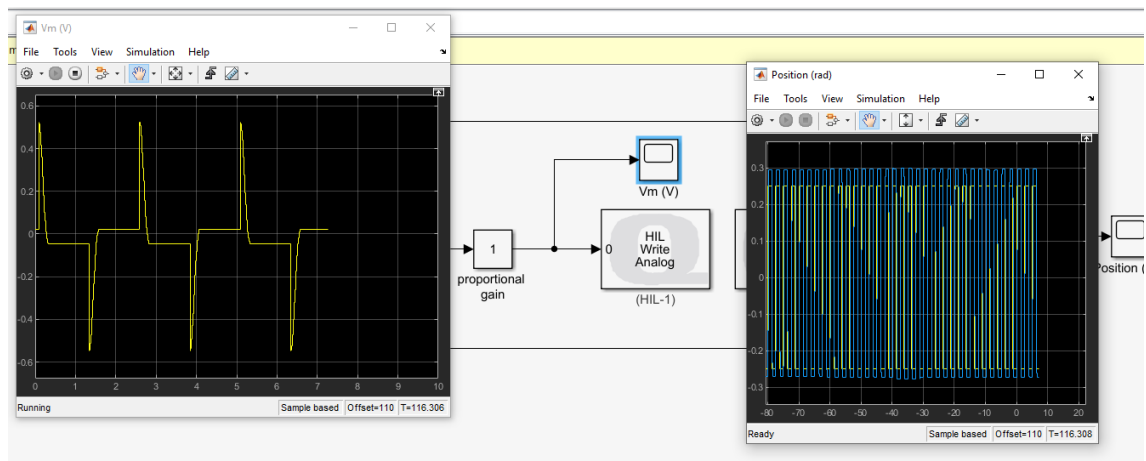 m
Vm (V)
File Tools View Simulation Help
0.6
0.4
0.2
0
-0.2
-0.4
-0.6
0 1 2 3 4 5 6 7 8 9 10
Running Sample based Offset=110 T=116.306
1
proportional
gain
Vm (V)
0 HIL
Write
Analog
(HIL-1)
Position (rad)
File Tools View Simulation Help
0.3
0.2
0.1
0
-0.1
-0.2
-0.3
-80 -70 -60 -50 -40 -30 -20 -10 0 10 20
Ready Sample based Offset=110 T=116.308
Position (